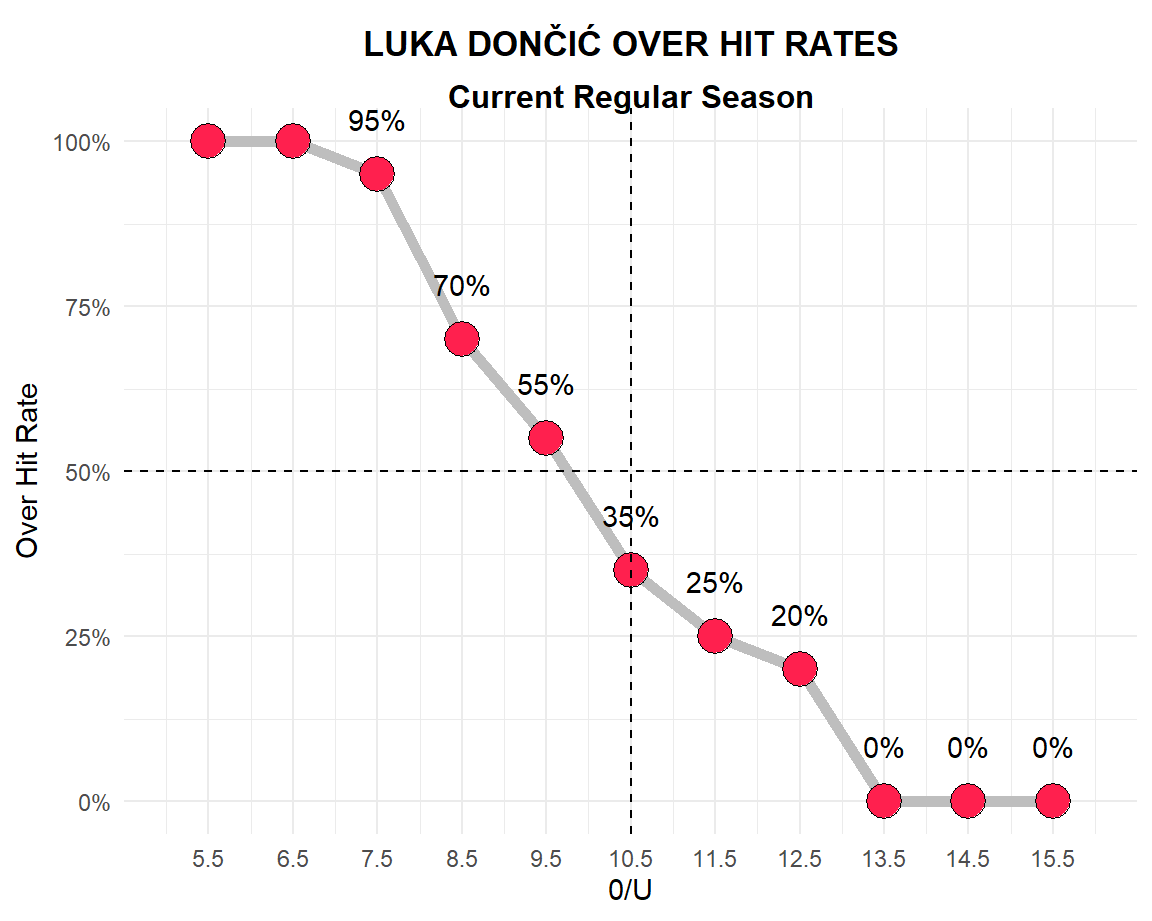 LUKA DONČIĆ OVER HIT RATES
Current Regular Season
95%
70%
55%
35%
25%
20%
0% 0% 0%
Over Hit Rate
100%
75%
50%
25%
0%
5.5 6.5 7.5 8.5 9.5 10.5 11.5 12.5 13.5 14.5 15.5
0/U